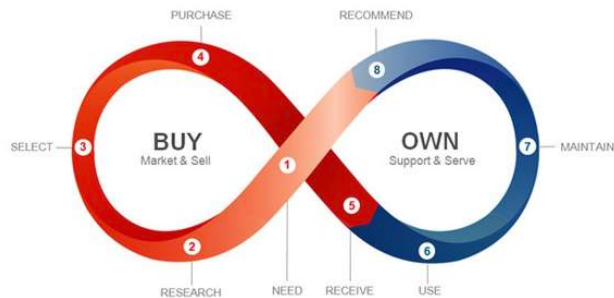 PURCHASE
RECOMMEND
4
8
SELECT
3
BUY
Market & Sell
1
OWN
Support & Serve
7
MAINTAIN
5
2
6
RESEARCH
NEED
RECEIVE
USE